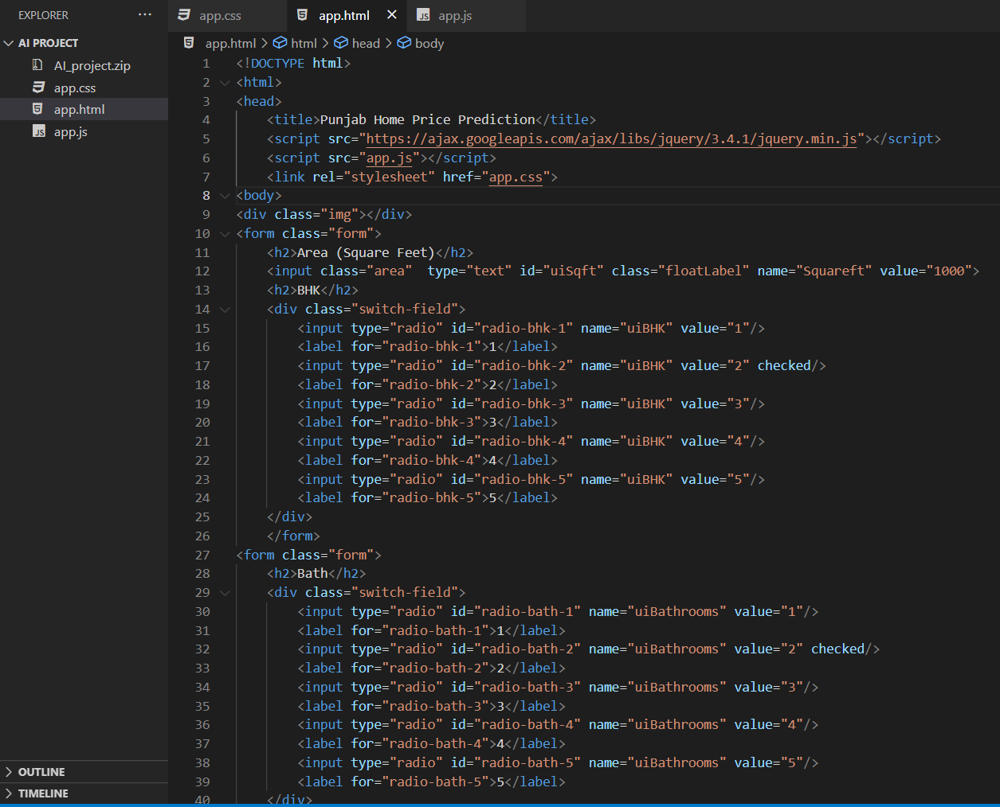 EXPLORER
AI PROJECT
AI_project.zip
app.css
app.html
JS app.js
OUTLINE
TIMELINE
app.css app.html JS app.js
app.html html head body
1 <!DOCTYPE html>
2 <html>
3 <head>
4 <title>Punjab Home Price Prediction</title>
5 <script src="https://ajax.googleapis.com/ajax/libs/jquery/3.4.1/jquery.min.js"></script>
6 <script src="app.js"></script>
7 <link rel="stylesheet" href="app.css">
8 <body>
9 <div class="img"></div>
10 <form class="form">
11 <h2>Area (Square Feet)</h2>
12 <input class="area"  type="text" id="uiSqft" class="floatLabel" name="Squareft" value="1000">
13 <h2>BHK</h2>
14 <div class="switch-field">
15 <input type="radio" id="radio-bhk-1" name="uiBHK" value="1"/>
16 <label for="radio-bhk-1">1</label>
17 <input type="radio" id="radio-bhk-2" name="uiBHK" value="2" checked/>
18 <label for="radio-bhk-2">2</label>
19 <input type="radio" id="radio-bhk-3" name="uiBHK" value="3"/>
20 <label for="radio-bhk-3">3</label>
21 <input type="radio" id="radio-bhk-4" name="uiBHK" value="4"/>
22 <label for="radio-bhk-4">4</label>
23 <input type="radio" id="radio-bhk-5" name="uiBHK" value="5"/>
24 <label for="radio-bhk-5">5</label>
25 </div>
26 </form>
27 <form class="form">
28 <h2>Bath</h2>
29 <div class="switch-field">
30 <input type="radio" id="radio-bath-1" name="uiBathrooms" value="1"/>
31 <label for="radio-bath-1">1</label>
32 <input type="radio" id="radio-bath-2" name="uiBathrooms" value="2" checked/>
33 <label for="radio-bath-2">2</label>
34 <input type="radio" id="radio-bath-3" name="uiBathrooms" value="3"/>
35 <label for="radio-bath-3">3</label>
36 <input type="radio" id="radio-bath-4" name="uiBathrooms" value="4"/>
37 <label for="radio-bath-4">4</label>
38 <input type="radio" id="radio-bath-5" name="uiBathrooms" value="5"/>
39 <label for="radio-bath-5">5</label>
40 </div>